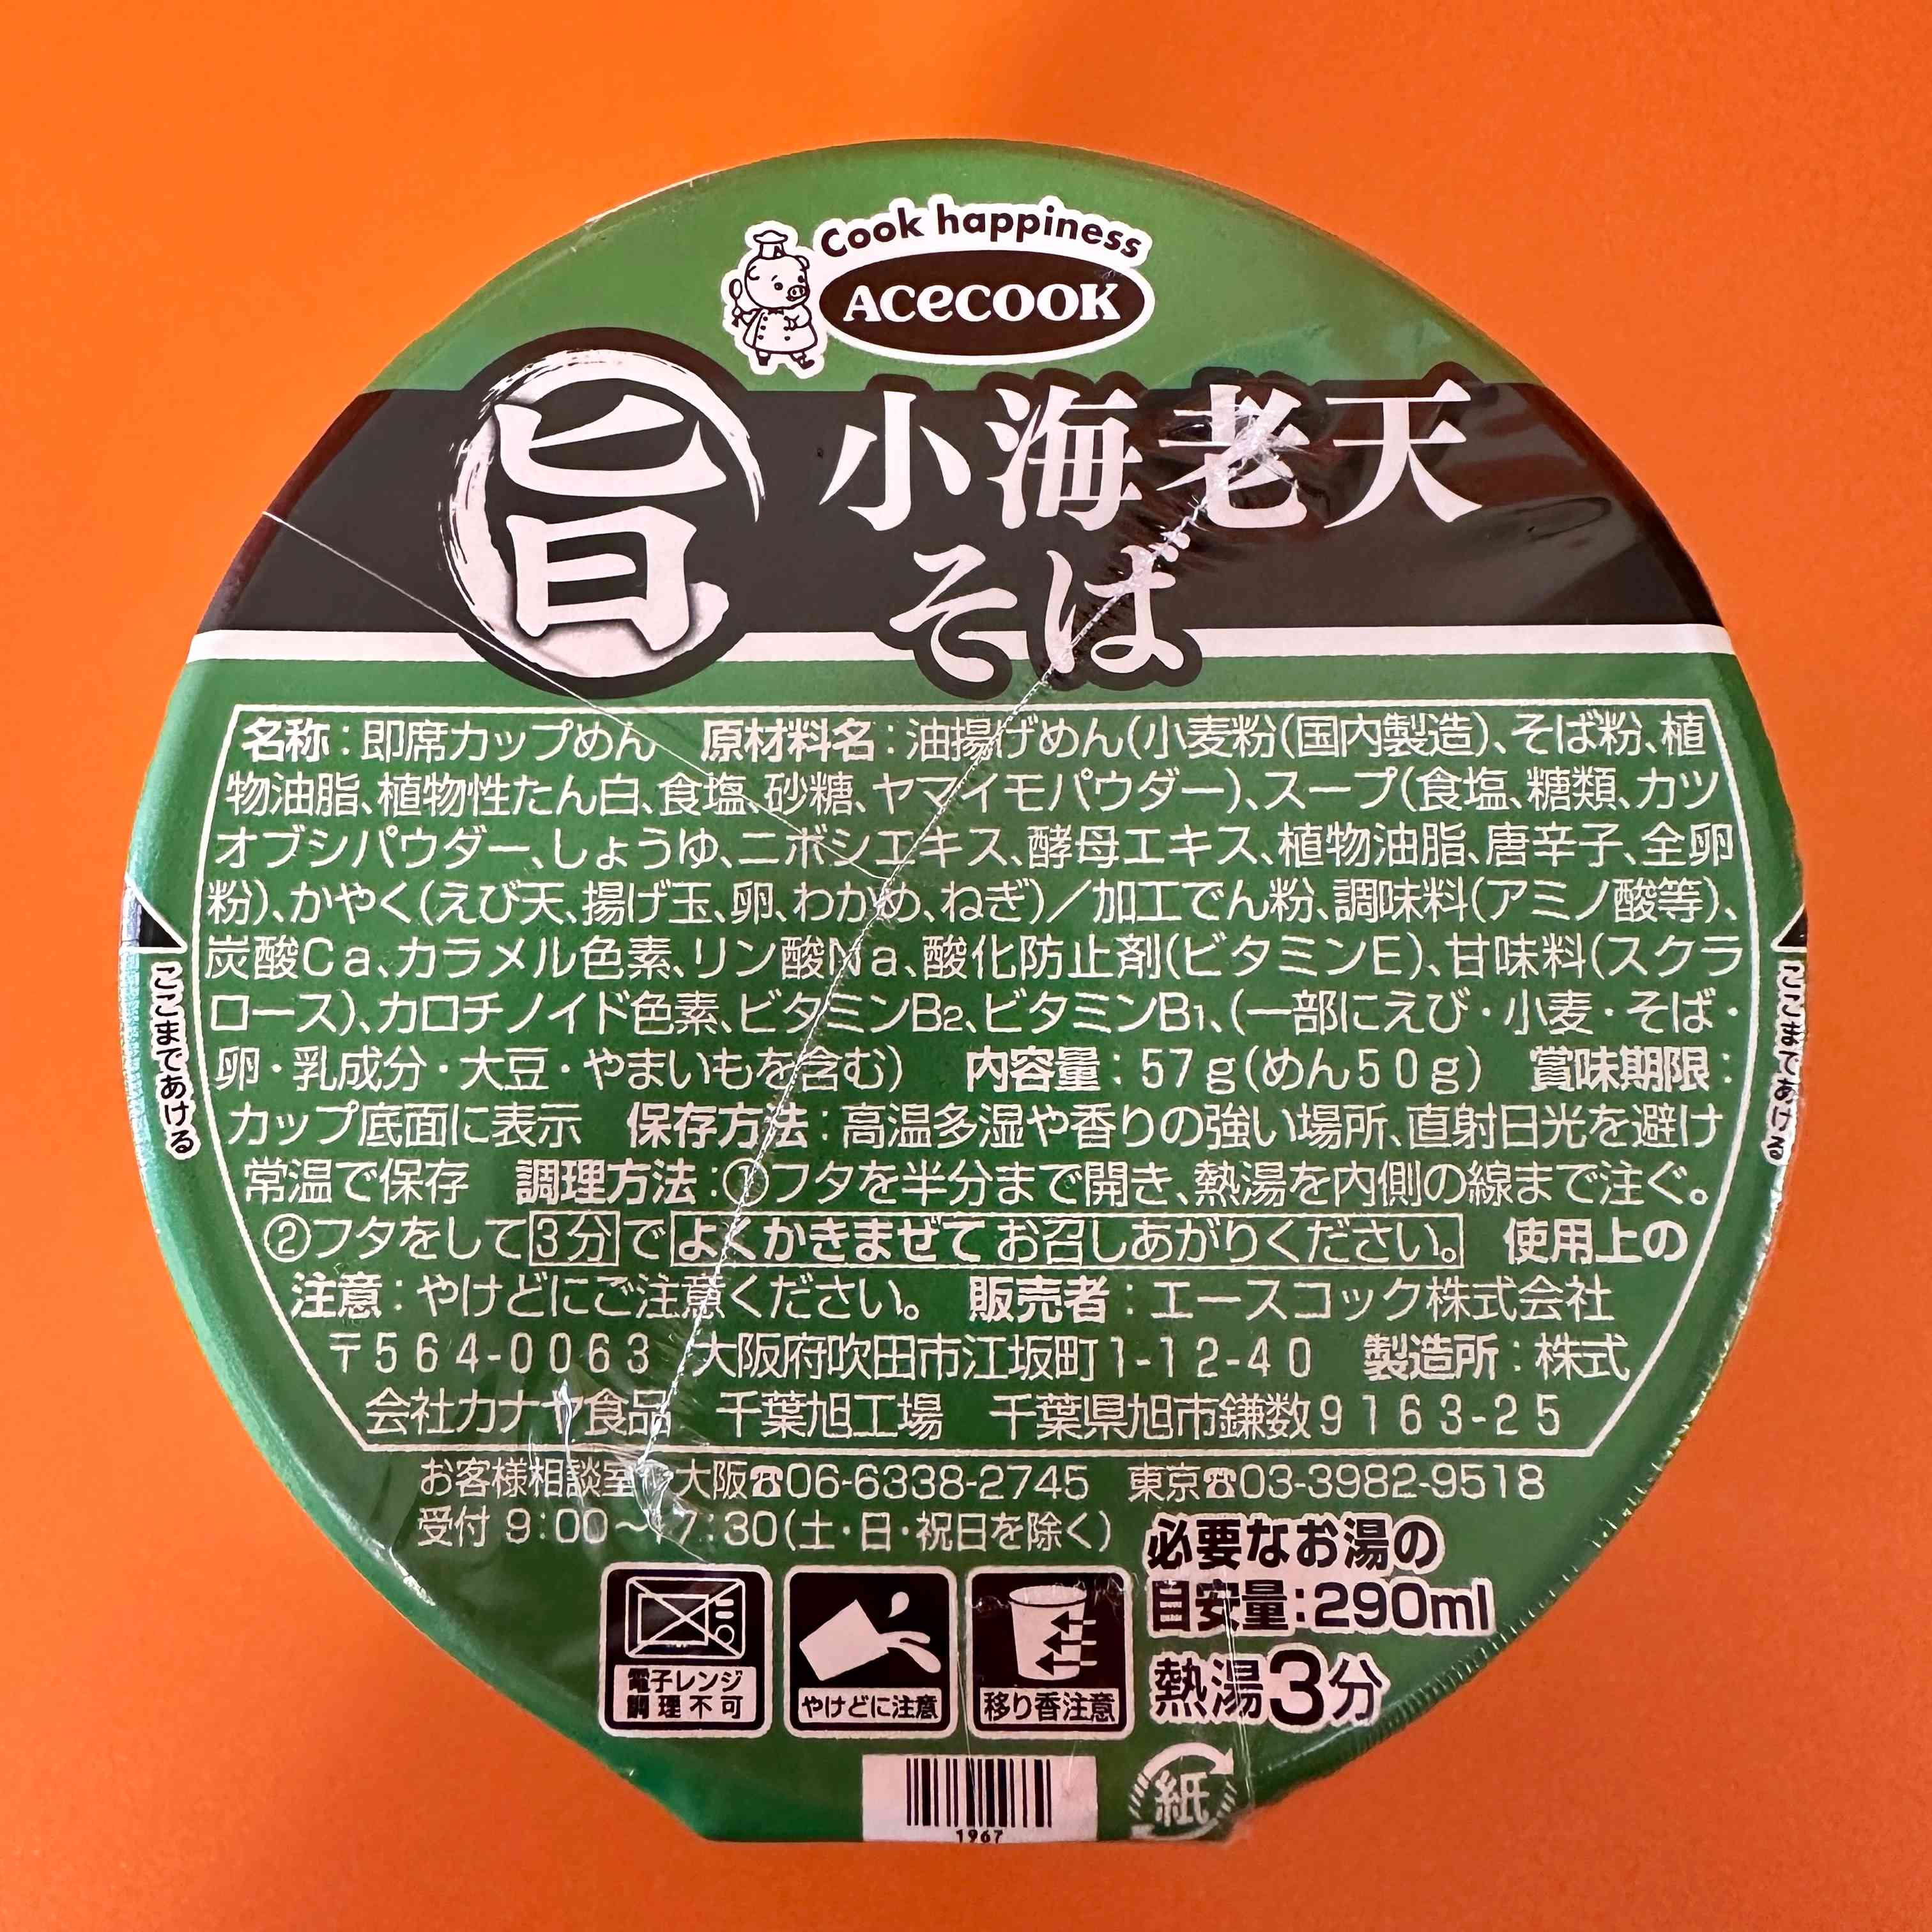 Cook happiness
ACECOOK
旨
小海老天
そば
名称：即席カップめん　原材料名：油揚げめん（小麦粉（国内製造）、そば粉、植
物油脂、植物性たん白、食塩、砂糖、ヤマイモパウダー）、スープ（食塩、糖類、カツ
オブシパウダー、しょうゆ、ニボシエキス、酵母エキス、植物油脂、唐辛子、全卵
粉）、かやく（えび天、揚げ玉、卵、わかめ、ねぎ）／加工でん粉、調味料（アミノ酸等）、
炭酸Ca、カラメル色素、リン酸Na、酸化防止剤（ビタミンE）、甘味料（スクラ
ロース）、カロチノイド色素、ビタミンB2、ビタミンB1、（一部にえび・小麦・そば・
卵・乳成分・大豆・やまいもを含む）　内容量：57g（めん50g）　賞味期限：
カップ底面に表示　保存方法：高温多湿や香りの強い場所、直射日光を避け
常温で保存　調理方法：①フタを半分まで開き、熱湯を内側の線まで注ぐ。
②フタをして3分でよくかきまぜてお召しあがりください。　使用上の
注意：やけどにご注意ください。　販売者：エースコック株式会社
〒564-0063　大阪府吹田市江坂町1-12-40　製造所：株式
会社カナヤ食品　千葉旭工場　千葉県旭市鎌数9163-25
ここまであける
ここまであける
お客様相談室　大阪☎06-6338-2745　東京☎03-3982-9518
受付 9：00～17：30（土・日・祝日を除く）
必要なお湯の
目安量：290ml
熱湯3分
電子レンジ
調理不可
やけどに注意
移り香注意
1967
紙